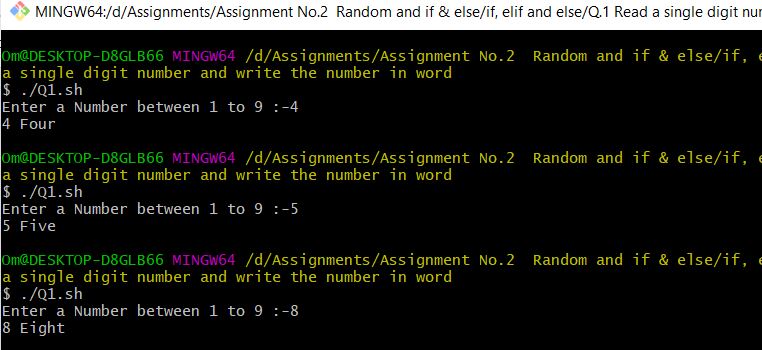 MINGW64:/d/Assignments/Assignment No.2  Random and if & else/if, elif and else/Q.1 Read a single digit nur
Om@DESKTOP-D8GLB66 MINGW64 /d/Assignments/Assignment No.2  Random and if & else/if, e
a single digit number and write the number in word
$ ./Q1.sh
Enter a Number between 1 to 9 :-4
4 Four
Om@DESKTOP-D8GLB66 MINGW64 /d/Assignments/Assignment No.2  Random and if & else/if, e
a single digit number and write the number in word
$ ./Q1.sh
Enter a Number between 1 to 9 :-5
5 Five
Om@DESKTOP-D8GLB66 MINGW64 /d/Assignments/Assignment No.2  Random and if & else/if, e
a single digit number and write the number in word
$ ./Q1.sh
Enter a Number between 1 to 9 :-8
8 Eight